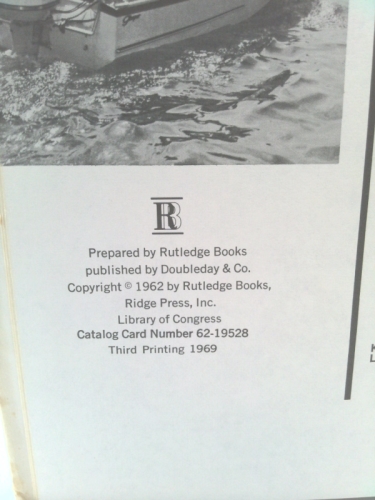 RB
Prepared by Rutledge Books
published by Doubleday & Co.
Copyright © 1962 by Rutledge Books,
Ridge Press, Inc.
Library of Congress
Catalog Card Number 62-19528
Third Printing 1969
K
L